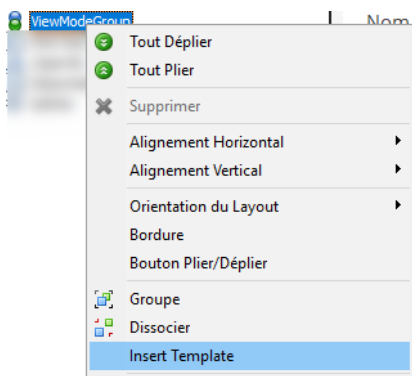 ViewModeGroup
Nom
Tout Déplier
Tout Plier
Supprimer
Alignement Horizontal
Alignement Vertical
Orientation du Layout
Bordure
Bouton Plier/Déplier
Groupe
Dissocier
Insert Template